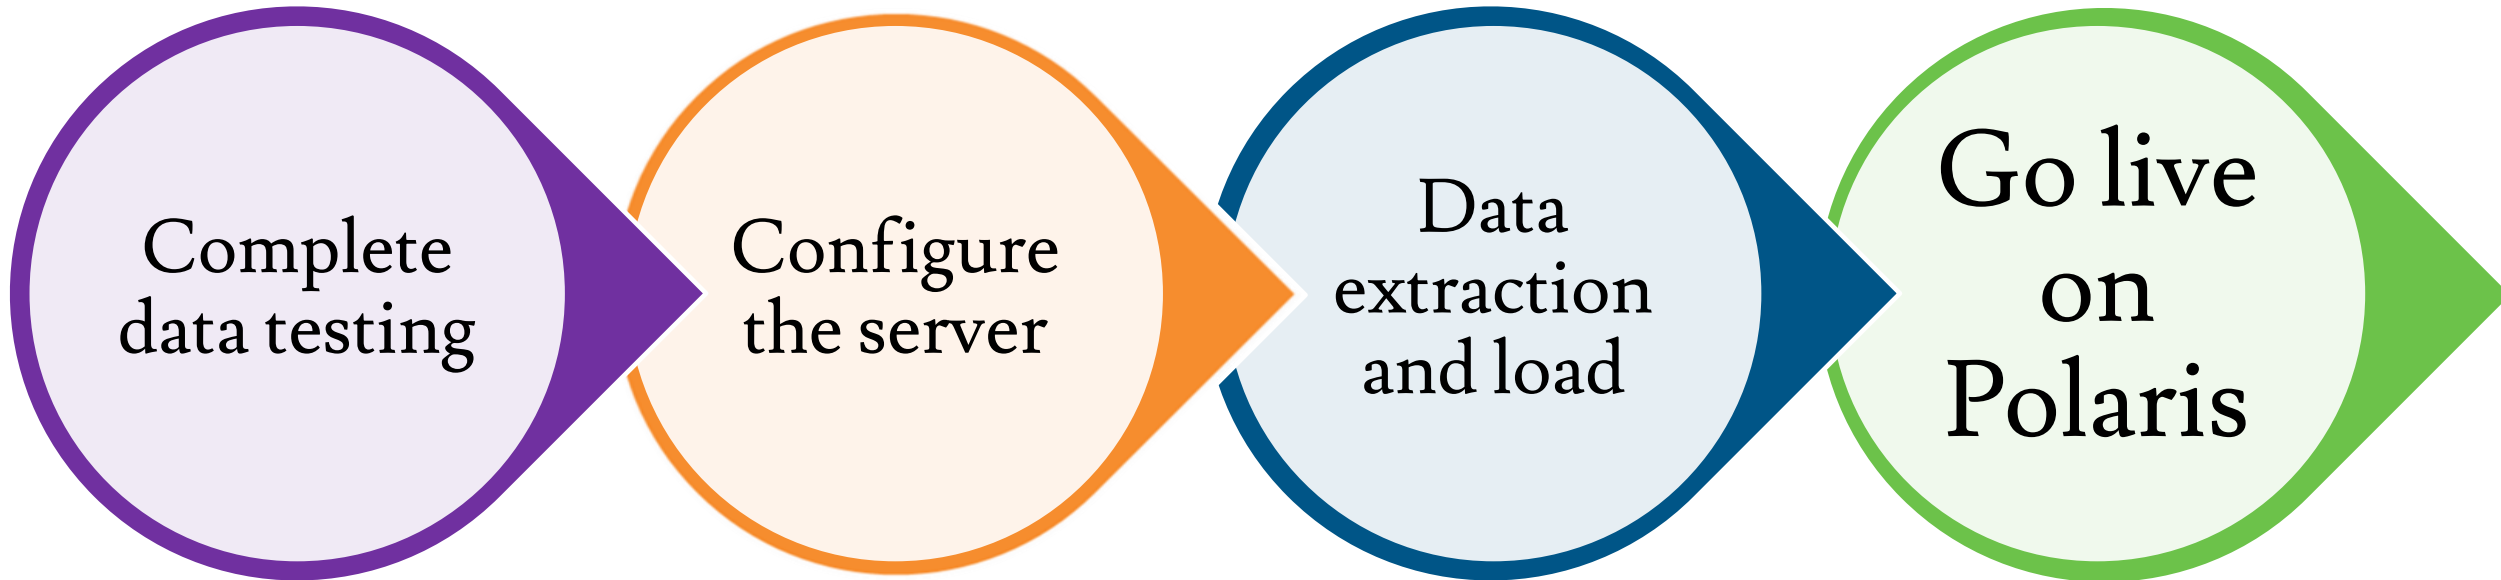 Complete
data testing
Configure
the server
Data
extraction
and load
Go live
on
Polaris